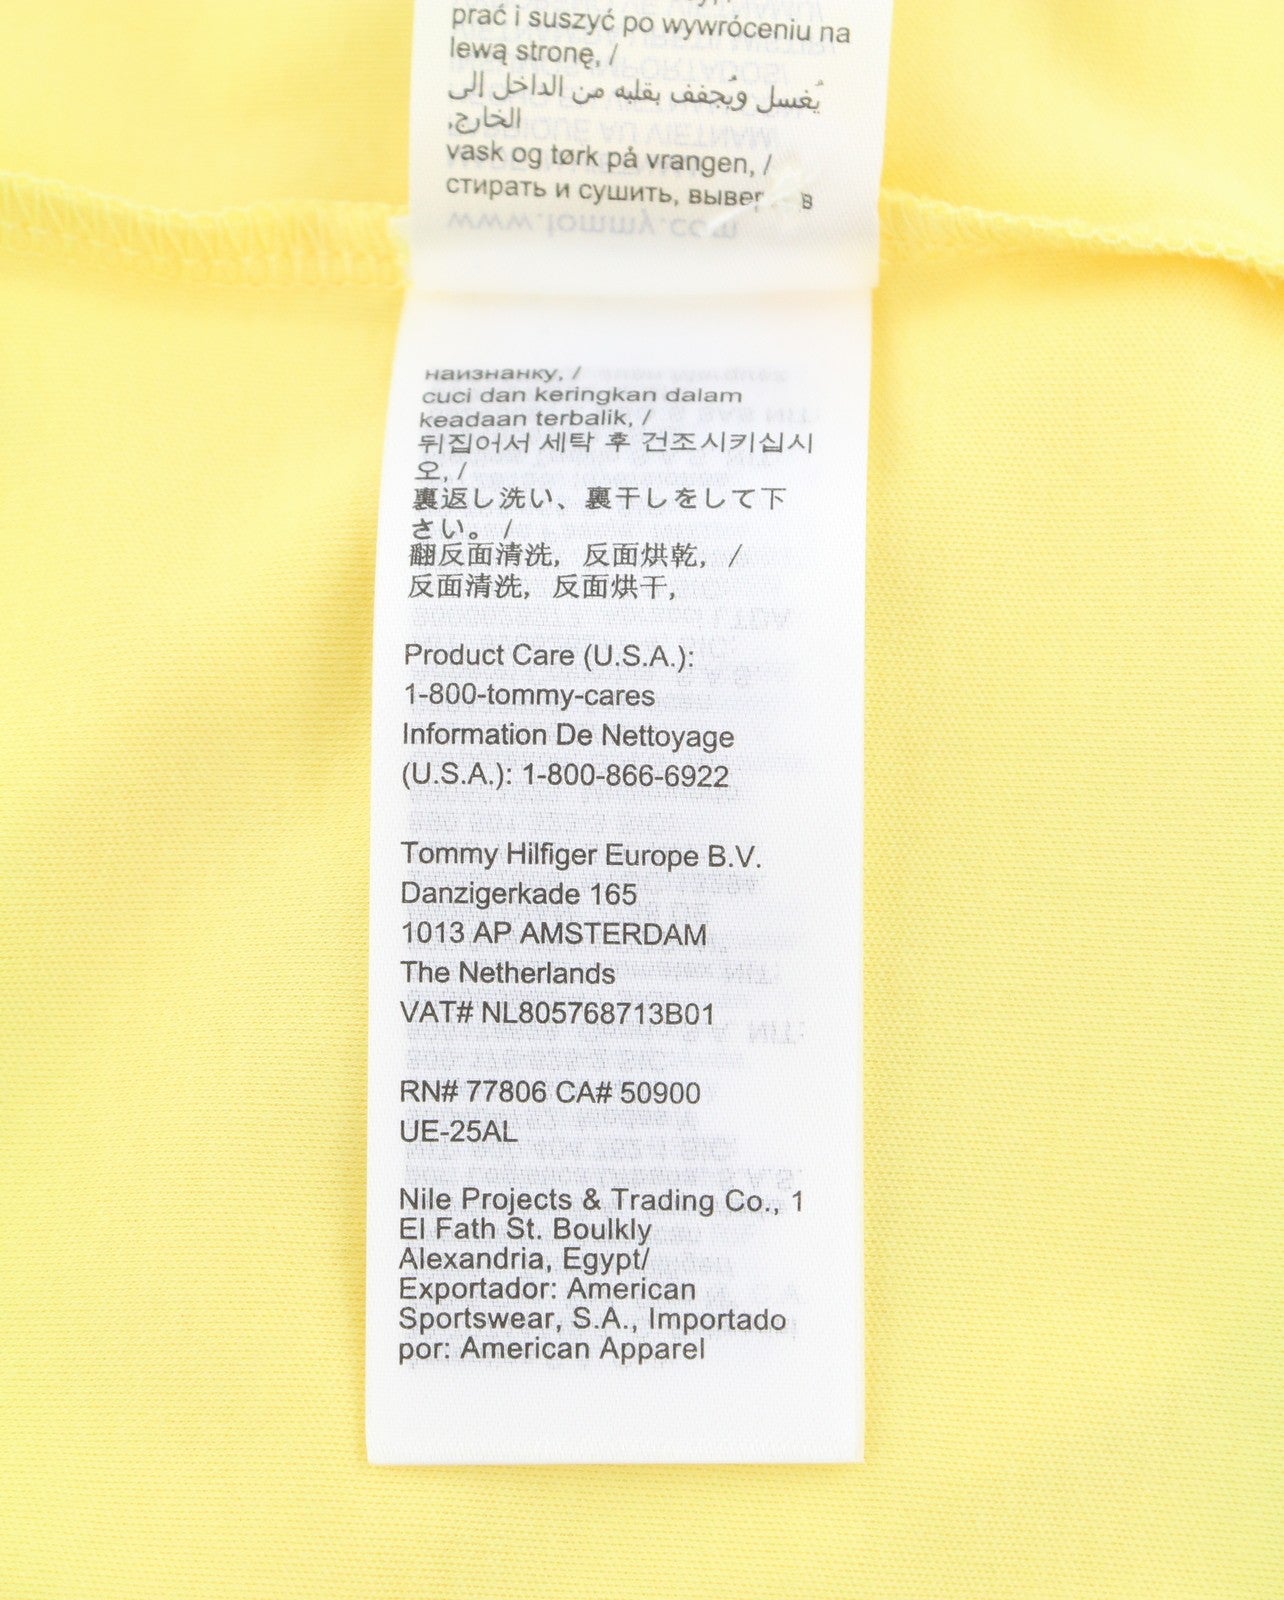 prać i suszyć po wywróceniu na
lewą stronę, /
يُغسل ويُجفف بقلبه من الداخل إلى
الخارج,
vask og tørk på vrangen, /
стирать и сушить,
www.tommy.com
наизнанку, /
cuci dan keringkan dalam
keadaan terbalik, /
뒤집어서 세탁 후 건조시키십시
오, /
裏返し洗い、裏干しをして下
さい。 /
翻反面清洗, 反面烘乾, /
反面清洗, 反面烘干,
Product Care (U.S.A.):
1-800-tommy-cares
Information De Nettoyage
(U.S.A.): 1-800-866-6922
Tommy Hilfiger Europe B.V.
Danzigerkade 165
1013 AP AMSTERDAM
The Netherlands
VAT# NL805768713B01
RN# 77806 CA# 50900
UE-25AL
Nile Projects & Trading Co., 1
El Fath St. Boulkly
Alexandria, Egypt/
Exportador: American
Sportswear, S.A., Importado
por: American Apparel